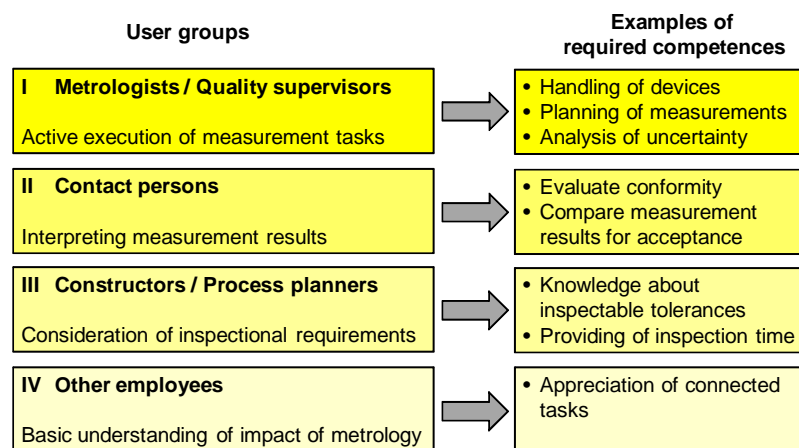 User groups
Examples of
required competences
I Metrologists / Quality supervisors
Active execution of measurement tasks
• Handling of devices
• Planning of measurements
• Analysis of uncertainty
II Contact persons
Interpreting measurement results
• Evaluate conformity
• Compare measurement
results for acceptance
III Constructors / Process planners
Consideration of inspectional requirements
• Knowledge about
inspectable tolerances
• Providing of inspection time
IV Other employees
Basic understanding of impact of metrology
• Appreciation of connected
tasks